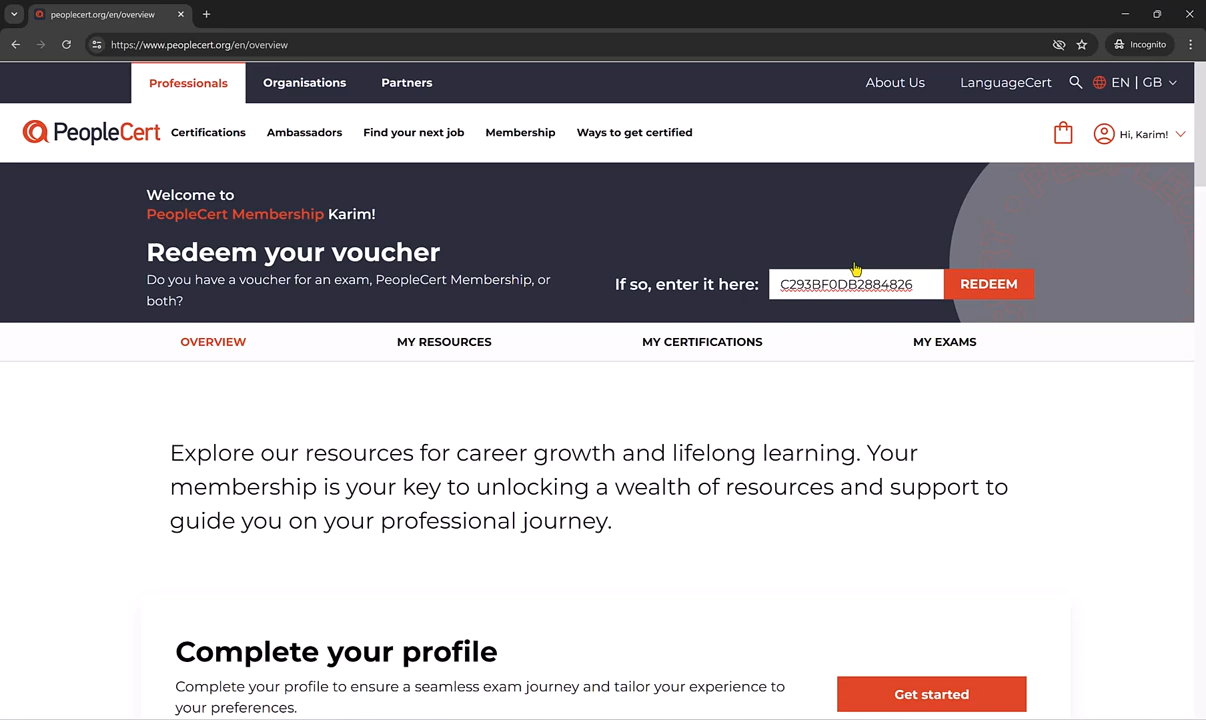 peoplecert.org/en/overview
https://www.peoplecert.org/en/overview
Incognito
Professionals
Organisations
Partners
About Us
LanguageCert
EN | GB
PeopleCert
Certifications
Ambassadors
Find your next job
Membership
Ways to get certified
Hi, Karim!
Welcome to
PeopleCert Membership Karim!
Redeem your voucher
Do you have a voucher for an exam, PeopleCert Membership, or
both?
If so, enter it here:
C293BF0DB2884826
REDEEM
OVERVIEW
MY RESOURCES
MY CERTIFICATIONS
MY EXAMS
Explore our resources for career growth and lifelong learning. Your
membership is your key to unlocking a wealth of resources and support to
guide you on your professional journey.
Complete your profile
Complete your profile to ensure a seamless exam journey and tailor your experience to
your preferences.
Get started